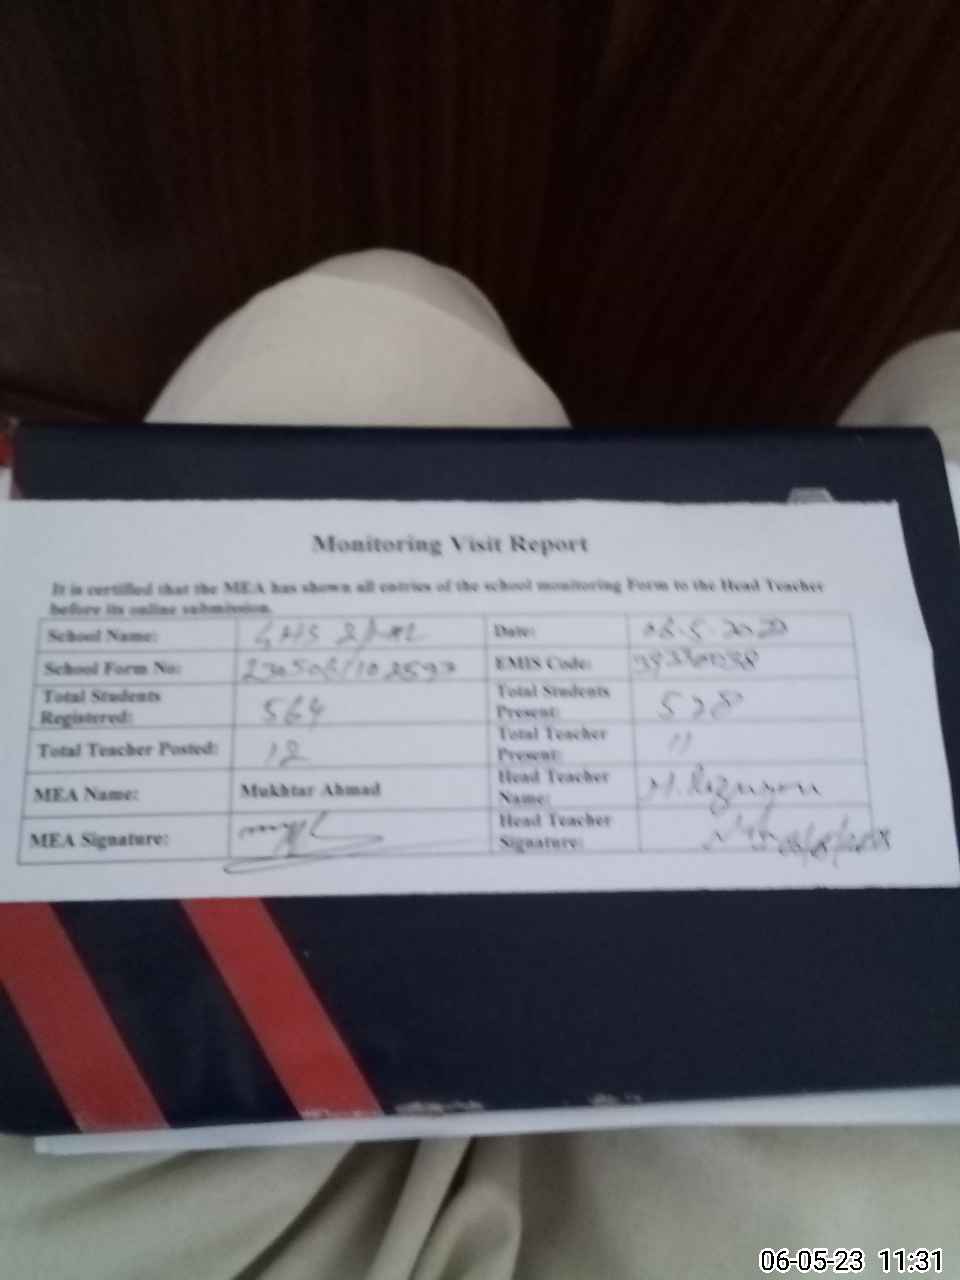 Monitoring Visit Report
It is certified that the MEA has shown all entries of the school monitoring Form to the Head Teacher
before its online submission.
School Name: GHS Date:
School Form No: EMIS Code:
Total Students Registered: 564 Total Students Present: 528
Total Teacher Posted: 12 Total Teacher Present: 11
MEA Name: Mukhtar Ahmad Head Teacher Name:
MEA Signature: Head Teacher Signature:
06-05-23 11:31